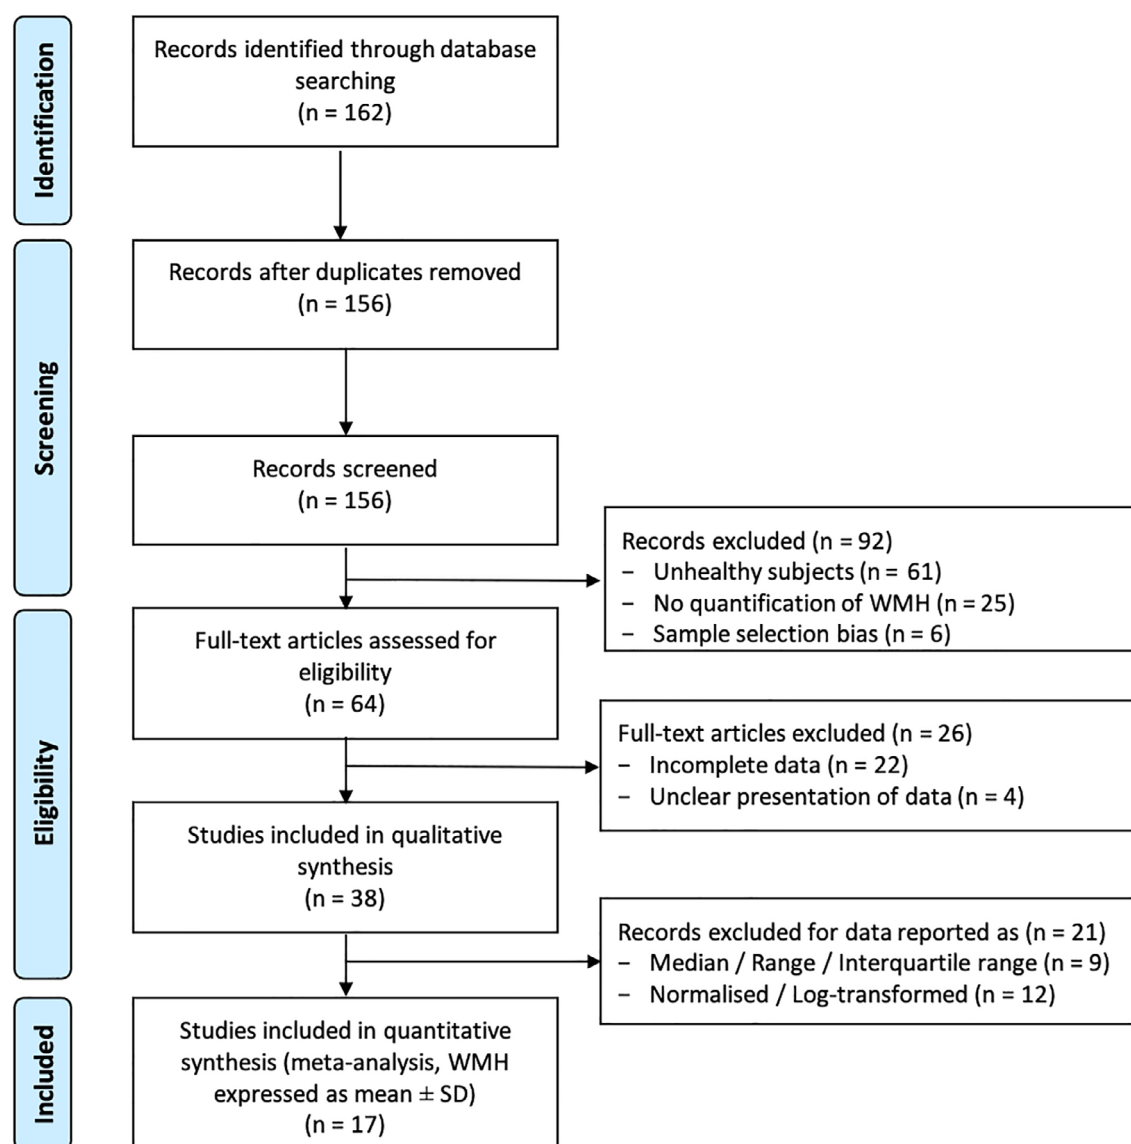 Identification
Records identified through database
searching
(n = 162)
Screening
Records after duplicates removed
(n = 156)
Records screened
(n = 156)
Records excluded (n = 92)
– Unhealthy subjects (n = 61)
– No quantification of WMH (n = 25)
– Sample selection bias (n = 6)
Eligibility
Full-text articles assessed for
eligibility
(n = 64)
Full-text articles excluded (n = 26)
– Incomplete data (n = 22)
– Unclear presentation of data (n = 4)
Studies included in qualitative
synthesis
(n = 38)
Records excluded for data reported as (n = 21)
– Median / Range / Interquartile range (n = 9)
– Normalised / Log-transformed (n = 12)
Included
Studies included in quantitative
synthesis (meta-analysis, WMH
expressed as mean ± SD)
(n = 17)